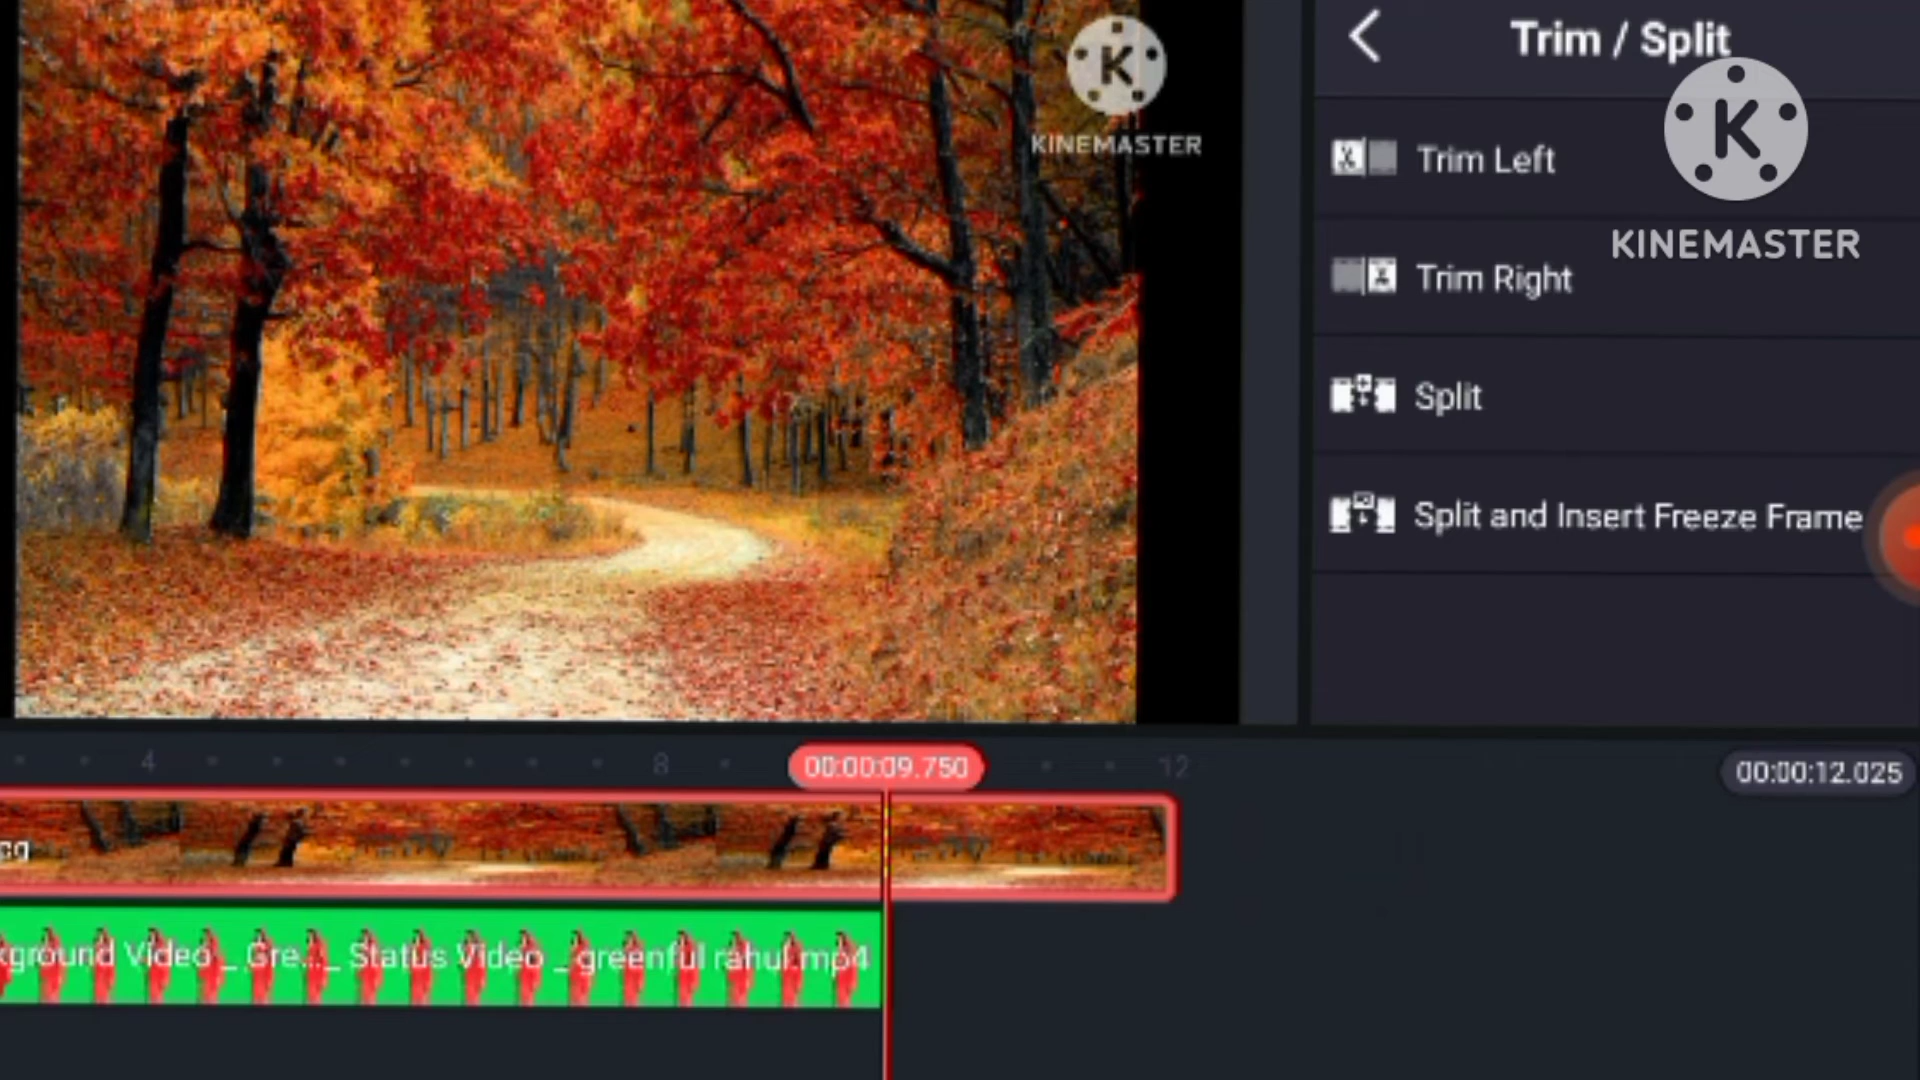 Trim / Split
K
KINEMASTER
K
KINEMASTER
Trim Left
Trim Right
Split
Split and Insert Freeze Frame
4
8
00:00:09.750
12
00:00:12.025
kground Video _ Gre..._ Status Video _ greenful rahul.mp4